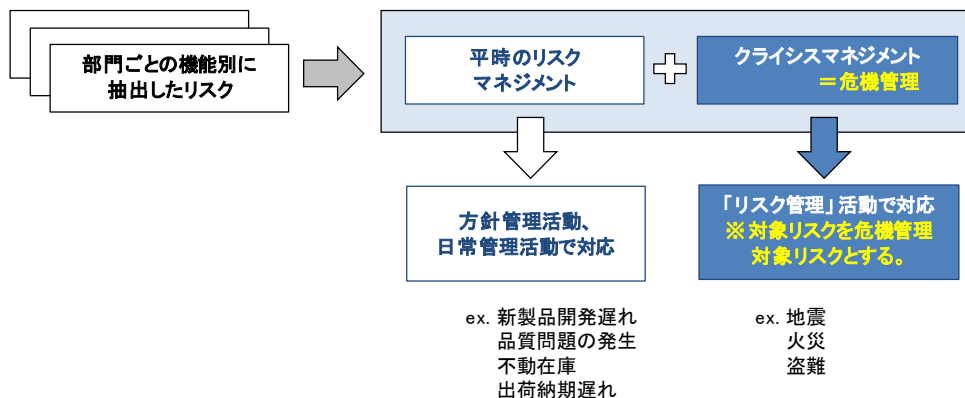 部門ごとの機能別に
抽出したリスク
平時のリスク
マネジメント
クライシスマネジメント
＝危機管理
方針管理活動、
日常管理活動で対応
「リスク管理」活動で対応
※対象リスクを危機管理
対象リスクとする。
ex. 新製品開発遅れ
品質問題の発生
不動在庫
出荷納期遅れ
ex. 地震
火災
盗難